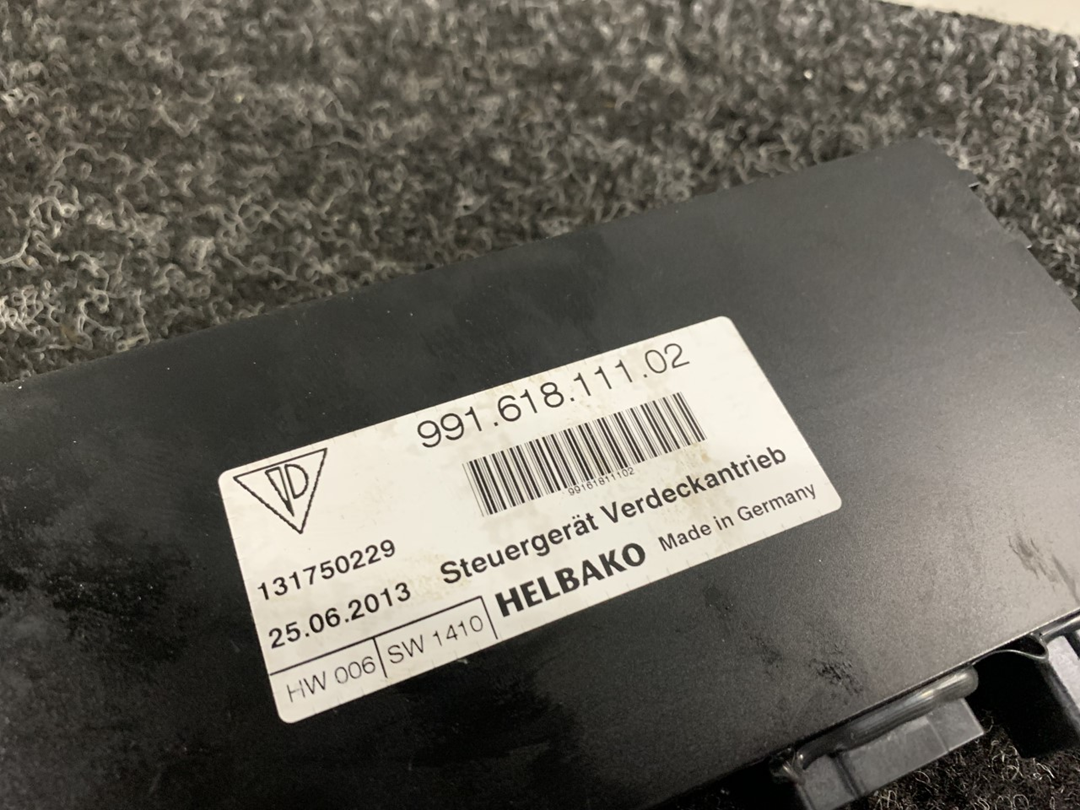 991.618.111.02
99161811102
131750229
Steuergerät Verdeckantrieb
25.06.2013
HELBAKO Made in Germany
HW 006 SW 1410